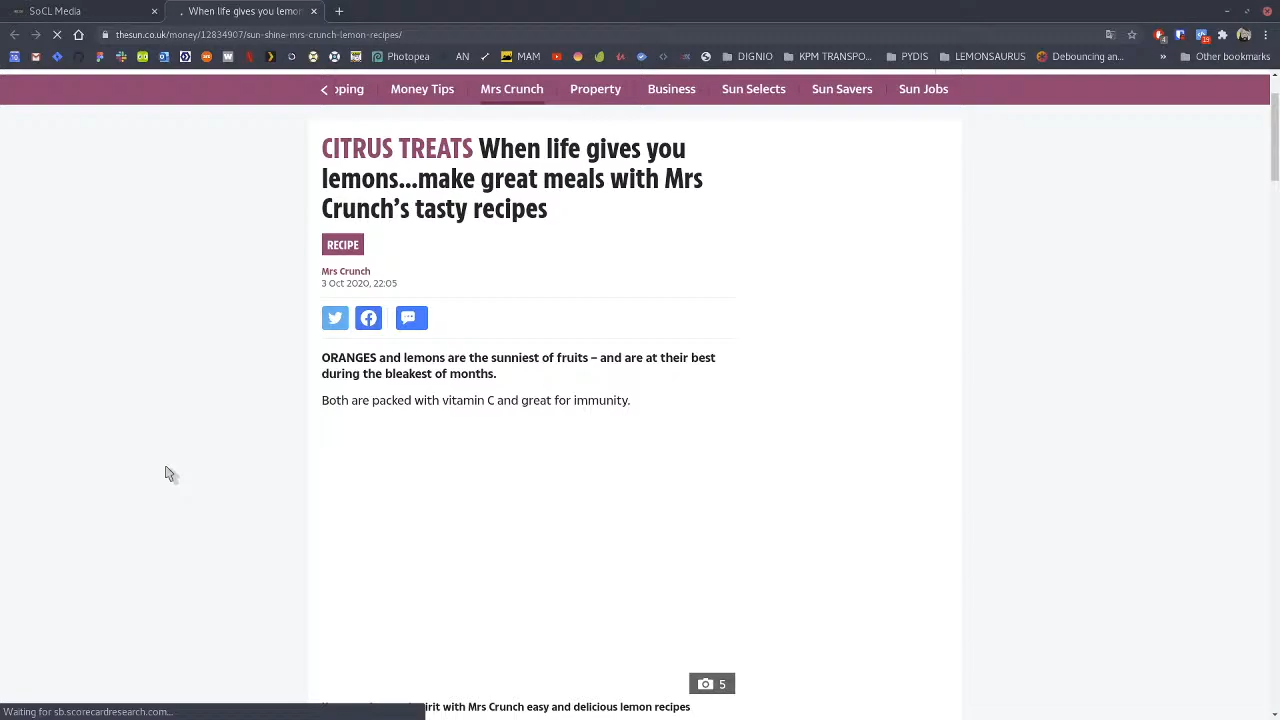 SoCL Media
When life gives you lemon
thesun.co.uk/money/12834907/sun-shine-mrs-crunch-lemon-recipes/
Photopea
AN
MAM
DIGNIO
KPM TRANSPO...
PYDIS
LEMONSAURUS
Debouncing an...
Other bookmarks
pping
Money Tips
Mrs Crunch
Property
Business
Sun Selects
Sun Savers
Sun Jobs
CITRUS TREATS When life gives you
lemons...make great meals with Mrs
Crunch's tasty recipes
RECIPE
Mrs Crunch
3 Oct 2020, 22:05
ORANGES and lemons are the sunniest of fruits – and are at their best
during the bleakest of months.
Both are packed with vitamin C and great for immunity.
5
irit with Mrs Crunch easy and delicious lemon recipes
Waiting for sb.scorecardresearch.com...